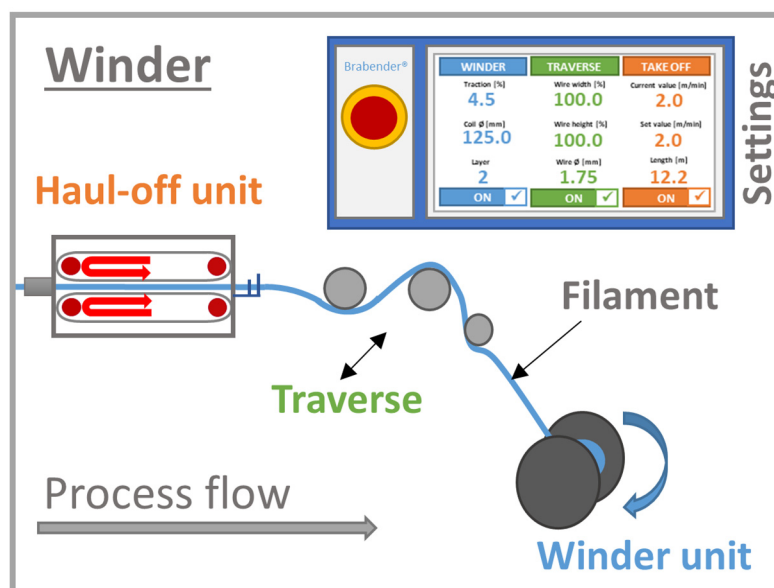 Winder
Brabender®
WINDER TRAVERSE TAKE OFF
Traction [%] Wire width [%] Current value [m/min]
4.5 100.0 2.0
Coil Ø [mm] Wire height [%] Set value [m/min]
125.0 100.0 2.0
Layer Wire Ø [mm] Length [m]
2 1.75 12.2
ON ON ON
Settings
Haul-off unit
Filament
Traverse
Process flow
Winder unit